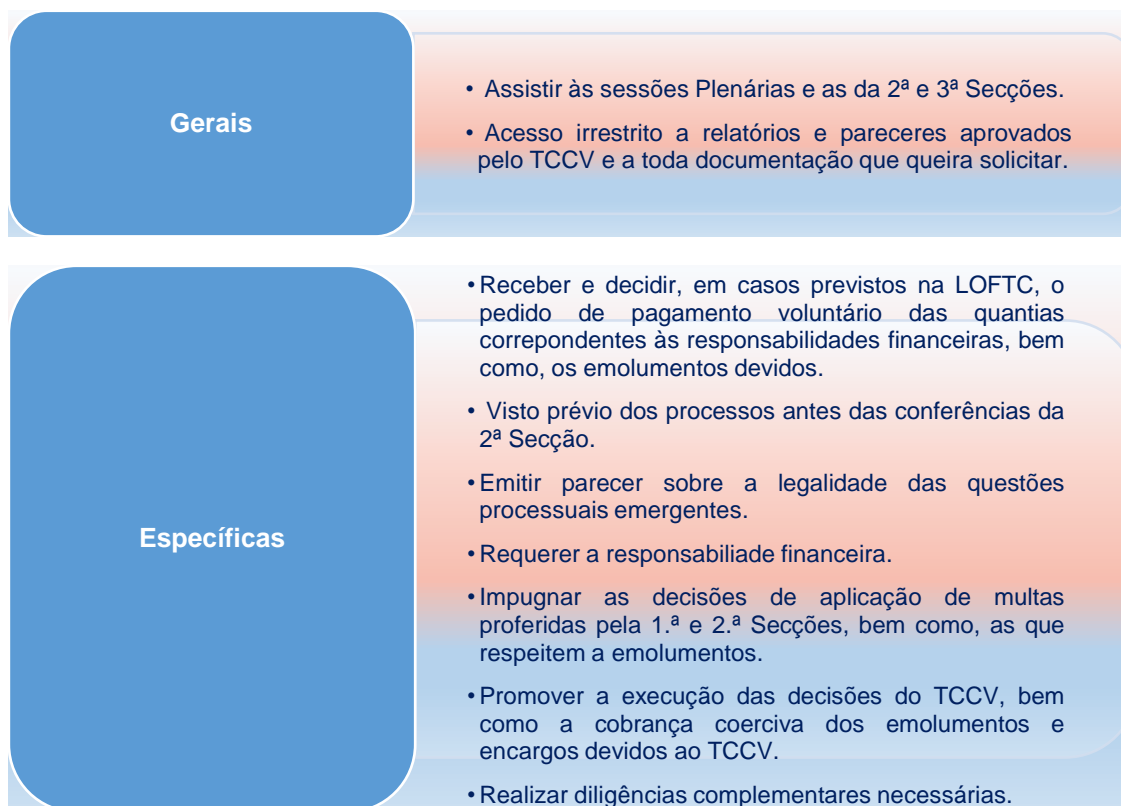 Gerais
• Assistir às sessões Plenárias e as da 2ª e 3ª Secções.
• Acesso irrestrito a relatórios e pareceres aprovados
pelo TCCV e a toda documentação que queira solicitar.
Específicas
• Receber e decidir, em casos previstos na LOFTC, o
pedido de pagamento voluntário das quantias
correpondentes às responsabilidades financeiras, bem
como, os emolumentos devidos.
• Visto prévio dos processos antes das conferências da
2ª Secção.
• Emitir parecer sobre a legalidade das questões
processuais emergentes.
• Requerer a responsabiliade financeira.
• Impugnar as decisões de aplicação de multas
proferidas pela 1.ª e 2.ª Secções, bem como, as que
respeitem a emolumentos.
• Promover a execução das decisões do TCCV, bem
como a cobrança coerciva dos emolumentos e
encargos devidos ao TCCV.
• Realizar diligências complementares necessárias.